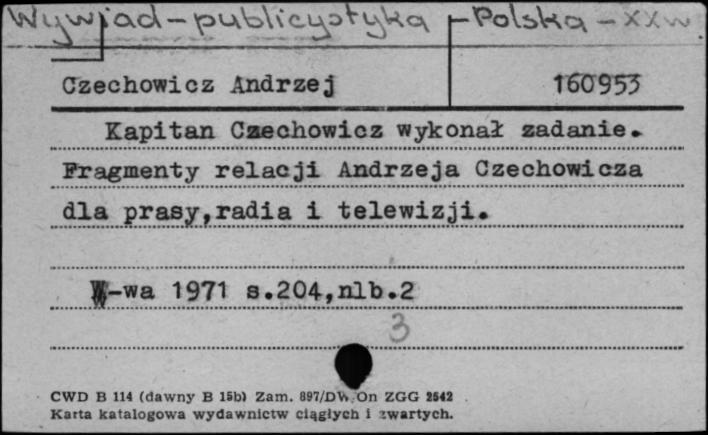 Wywiad - publicystyka - Polska - XXw
Czechowicz Andrzej 160953
Kapitan Czechowicz wykonał zadanie.
Fragmenty relacji Andrzeja Czechowicza
dla prasy,radia i telewizji.
W-wa 1971 s.204,nlb.2
3
CWD B 114 (dawny B 15b) Zam. 897/DW/On ZGG 2542
Karta katalogowa wydawnictw ciągłych i zwartych.